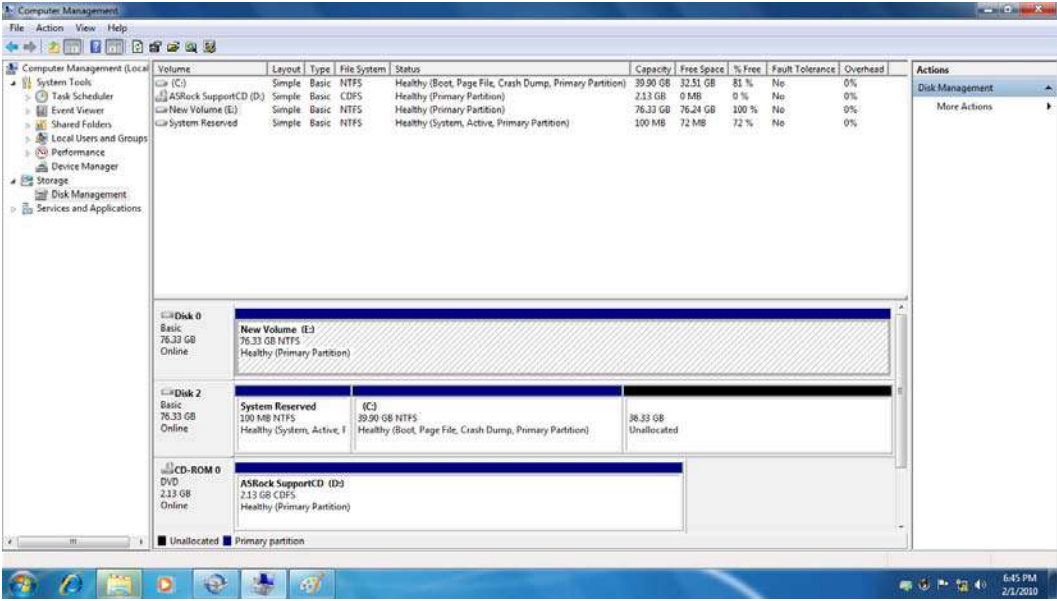 Computer Management
File Action View Help
Computer Management (Local
System Tools
Task Scheduler
Event Viewer
Shared Folders
Local Users and Groups
Performance
Device Manager
Storage
Disk Management
Services and Applications
Volume Layout Type File System Status Capacity Free Space % Free Fault Tolerance Overhead
(C:) Simple Basic NTFS Healthy (Boot, Page File, Crash Dump, Primary Partition) 39.90 GB 32.51 GB 81 % No 0%
ASRock SupportCD (D:) Simple Basic CDFS Healthy (Primary Partition) 2.13 GB 0 MB 0 % No 0%
New Volume (E:) Simple Basic NTFS Healthy (Primary Partition) 76.33 GB 76.24 GB 100 % No 0%
System Reserved Simple Basic NTFS Healthy (System, Active, Primary Partition) 100 MB 72 MB 72 % No 0%
Actions
Disk Management
More Actions
Disk 0
Basic
76.33 GB
Online
New Volume (E:)
76.33 GB NTFS
Healthy (Primary Partition)
Disk 2
Basic
76.33 GB
Online
System Reserved
100 MB NTFS
Healthy (System, Active, F
(C:)
39.90 GB NTFS
Healthy (Boot, Page File, Crash Dump, Primary Partition)
36.33 GB
Unallocated
CD-ROM 0
DVD
2.13 GB
Online
ASRock SupportCD (D:)
2.13 GB CDFS
Healthy (Primary Partition)
Unallocated Primary partition
6:45 PM
2/1/2010